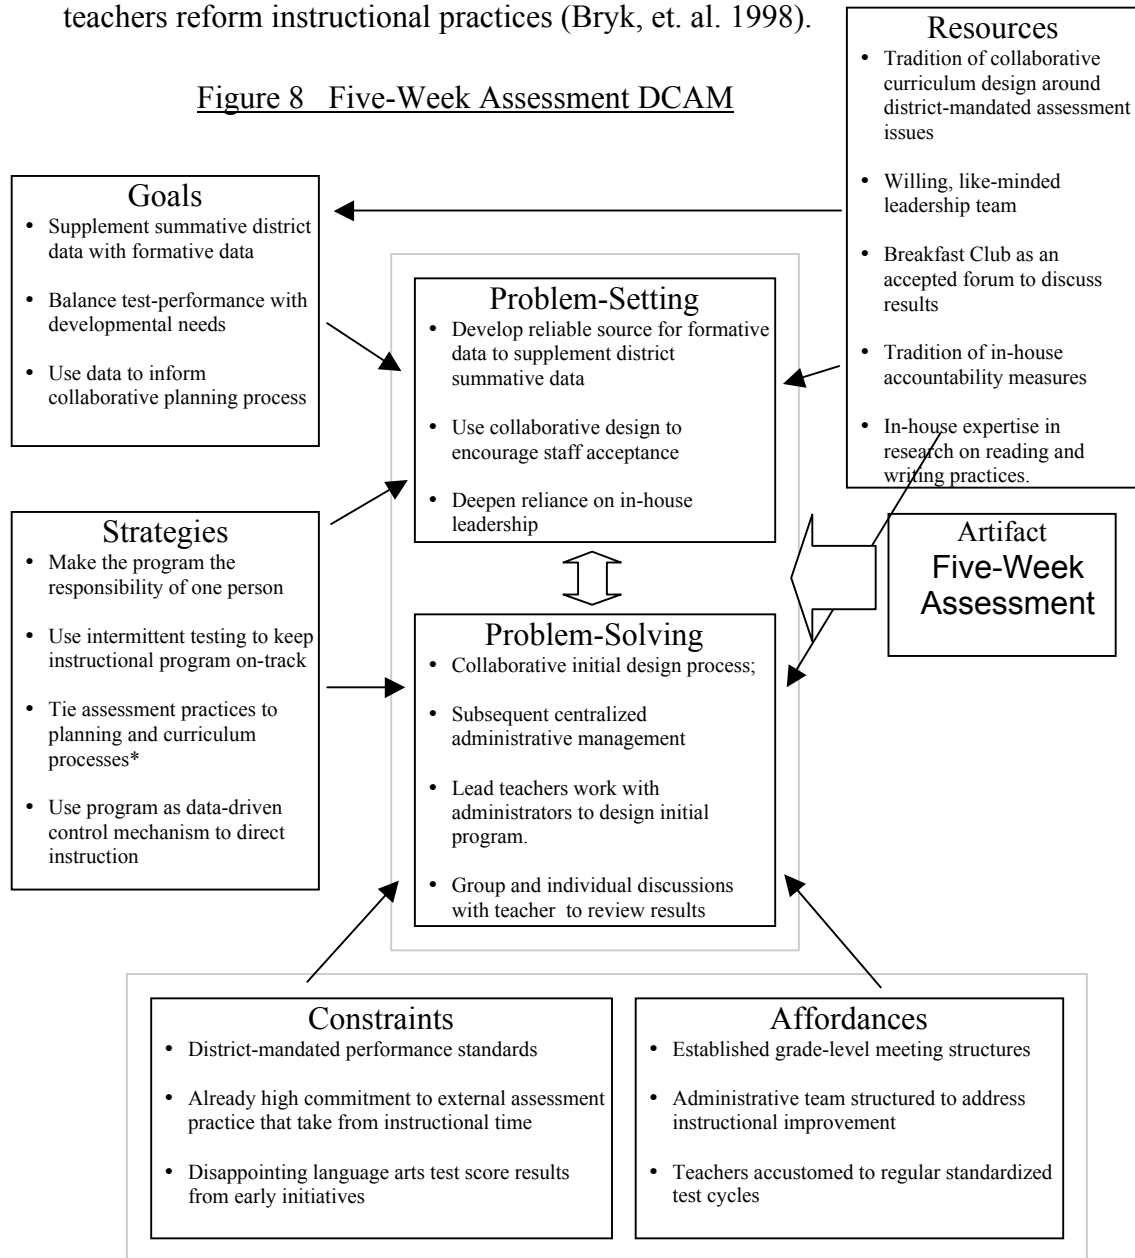 teachers reform instructional practices (Bryk, et. al. 1998).
Figure 8 Five-Week Assessment DCAM
Resources
• Tradition of collaborative
curriculum design around
district-mandated assessment
issues
• Willing, like-minded
leadership team
• Breakfast Club as an
accepted forum to discuss
results
• Tradition of in-house
accountability measures
• In-house expertise in
research on reading and
writing practices.
Goals
• Supplement summative district
data with formative data
• Balance test-performance with
developmental needs
• Use data to inform
collaborative planning process
Problem-Setting
• Develop reliable source for formative
data to supplement district
summative data
• Use collaborative design to
encourage staff acceptance
• Deepen reliance on in-house
leadership
Strategies
• Make the program the
responsibility of one person
• Use intermittent testing to keep
instructional program on-track
• Tie assessment practices to
planning and curriculum
processes*
• Use program as data-driven
control mechanism to direct
instruction
Artifact
Five-Week
Assessment
Problem-Solving
• Collaborative initial design process;
• Subsequent centralized
administrative management
• Lead teachers work with
administrators to design initial
program.
• Group and individual discussions
with teacher to review results
Constraints
• District-mandated performance standards
• Already high commitment to external assessment
practice that take from instructional time
• Disappointing language arts test score results
from early initiatives
Affordances
• Established grade-level meeting structures
• Administrative team structured to address
instructional improvement
• Teachers accustomed to regular standardized
test cycles